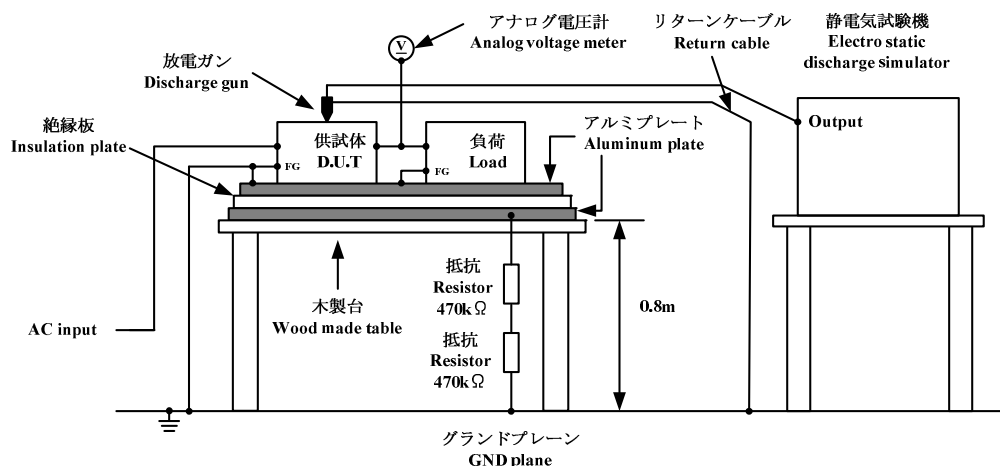 アナログ電圧計
Analog voltage meter
リターンケーブル
Return cable
静電気試験機
Electro static
discharge simulator
放電ガン
Discharge gun
V
絶縁板
Insulation plate
供試体
D.U.T
負荷
Load
アルミプレート
Aluminum plate
Output
FG
FG
抵抗
Resistor
470kΩ
木製台
Wood made table
0.8m
AC input
抵抗
Resistor
470kΩ
グランドプレーン
GND plane